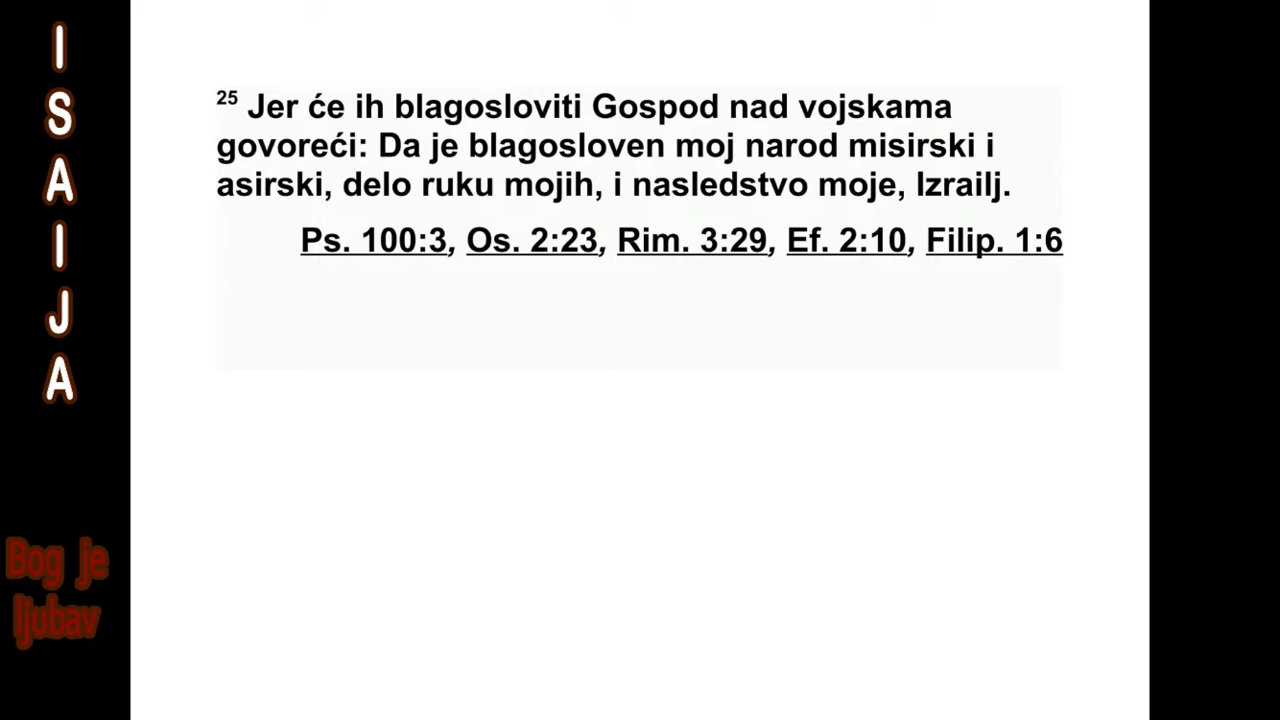 ISAIJA
25 Jer će ih blagosloviti Gospod nad vojskama
govoreći: Da je blagosloven moj narod misirski i
asirski, delo ruku mojih, i nasledstvo moje, Izrailj.
Ps. 100:3, Os. 2:23, Rim. 3:29, Ef. 2:10, Filip. 1:6
Bog je
ljubav